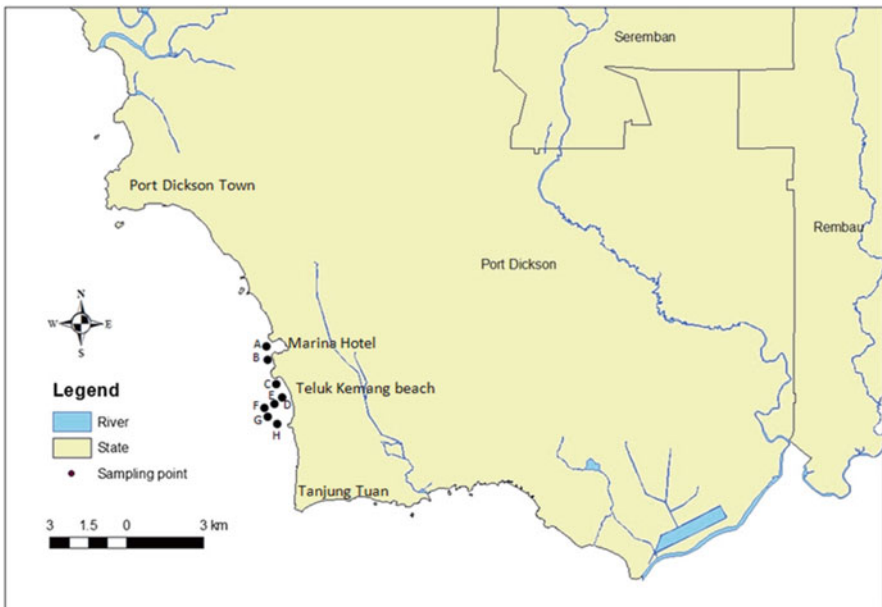 Seremban
Port Dickson Town
Rembau
Port Dickson
N
W E
S
A Marina Hotel
B
Legend
C Teluk Kemang beach
E
F D
G
H
River
State
Sampling point
Tanjung Tuan
3 1.5 0 3 km